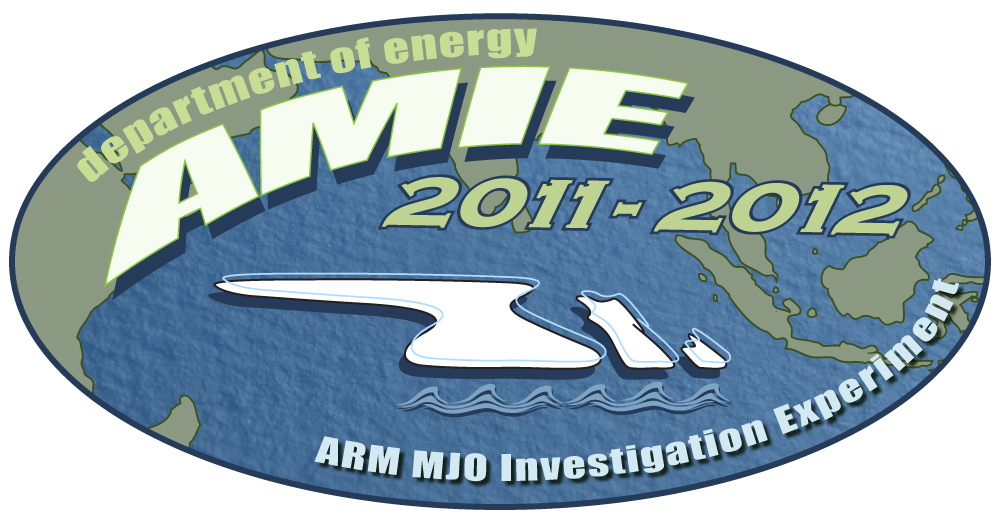 department of energy
AMIE
2011-2012
ARM MJO Investigation Experiment